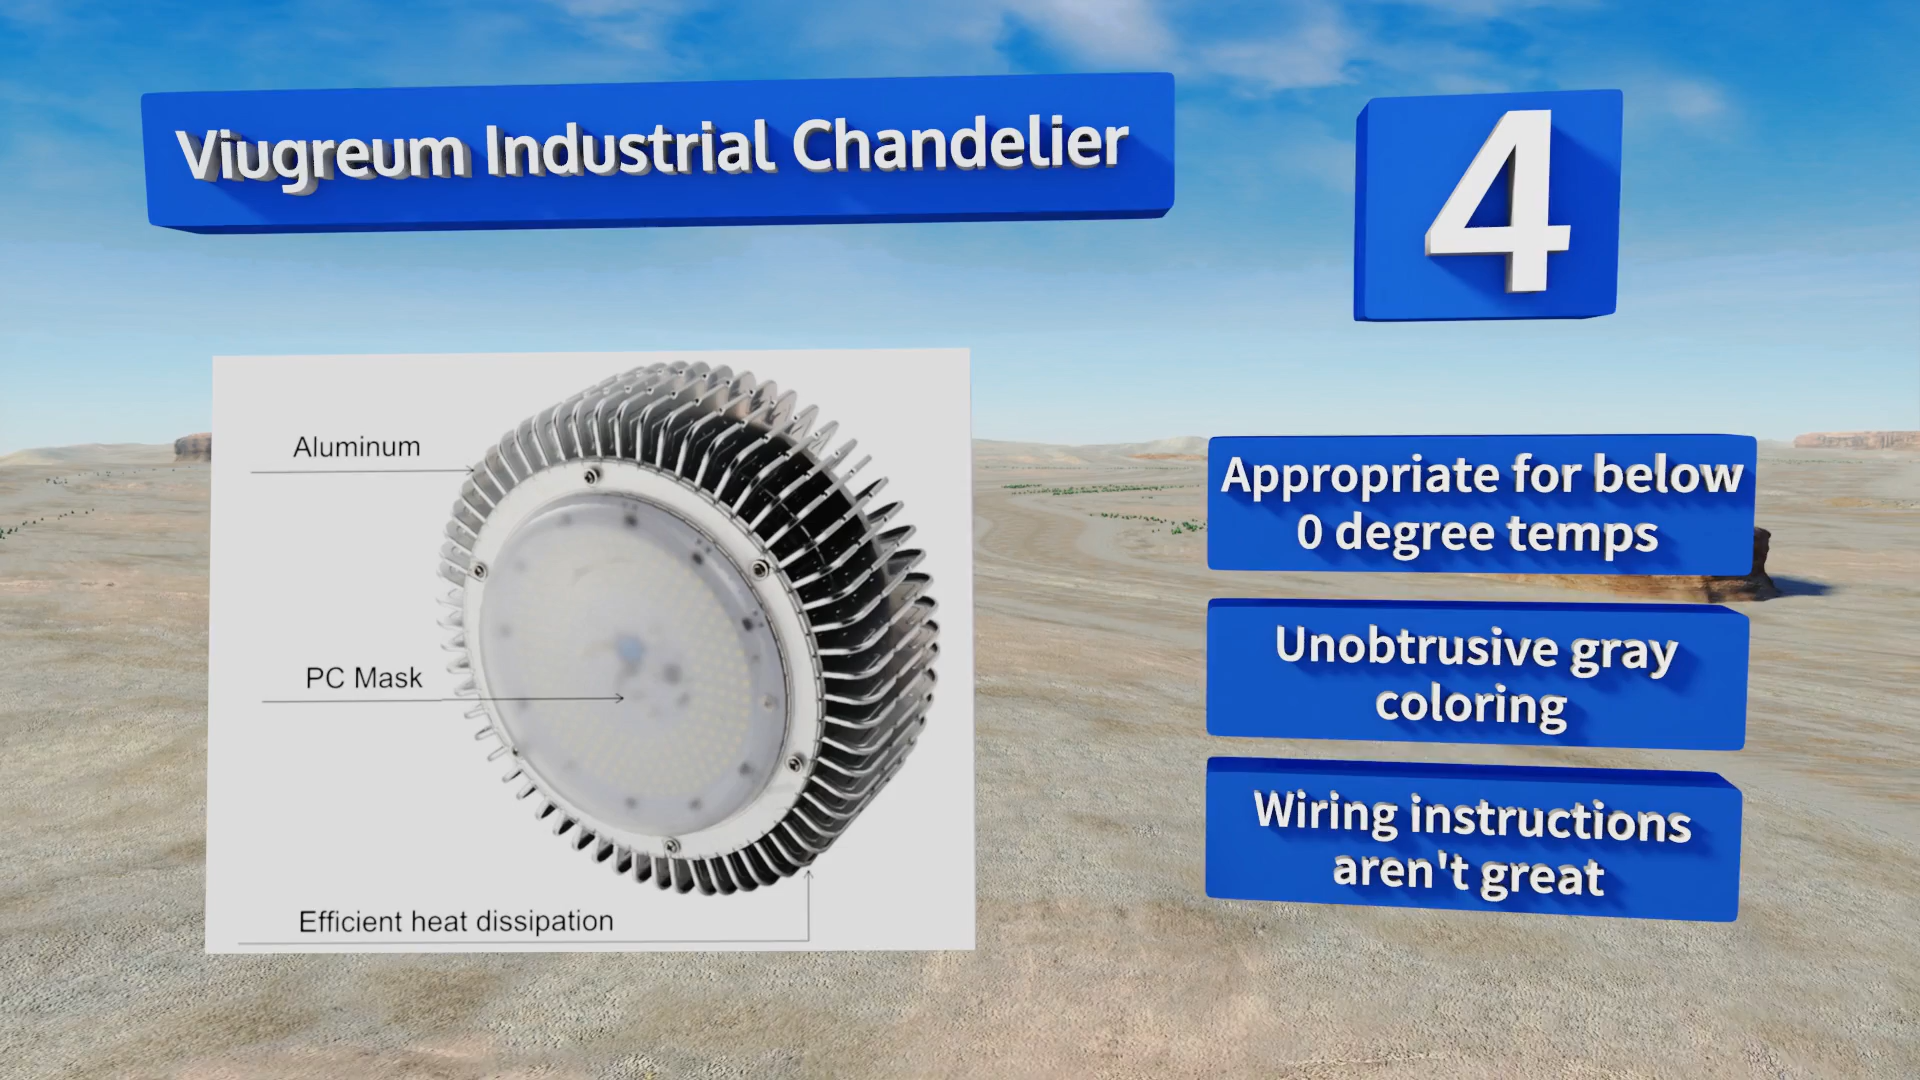 Viugreum Industrial Chandelier
4
Aluminum
PC Mask
Efficient heat dissipation
Appropriate for below
0 degree temps
Unobtrusive gray
coloring
Wiring instructions
aren't great